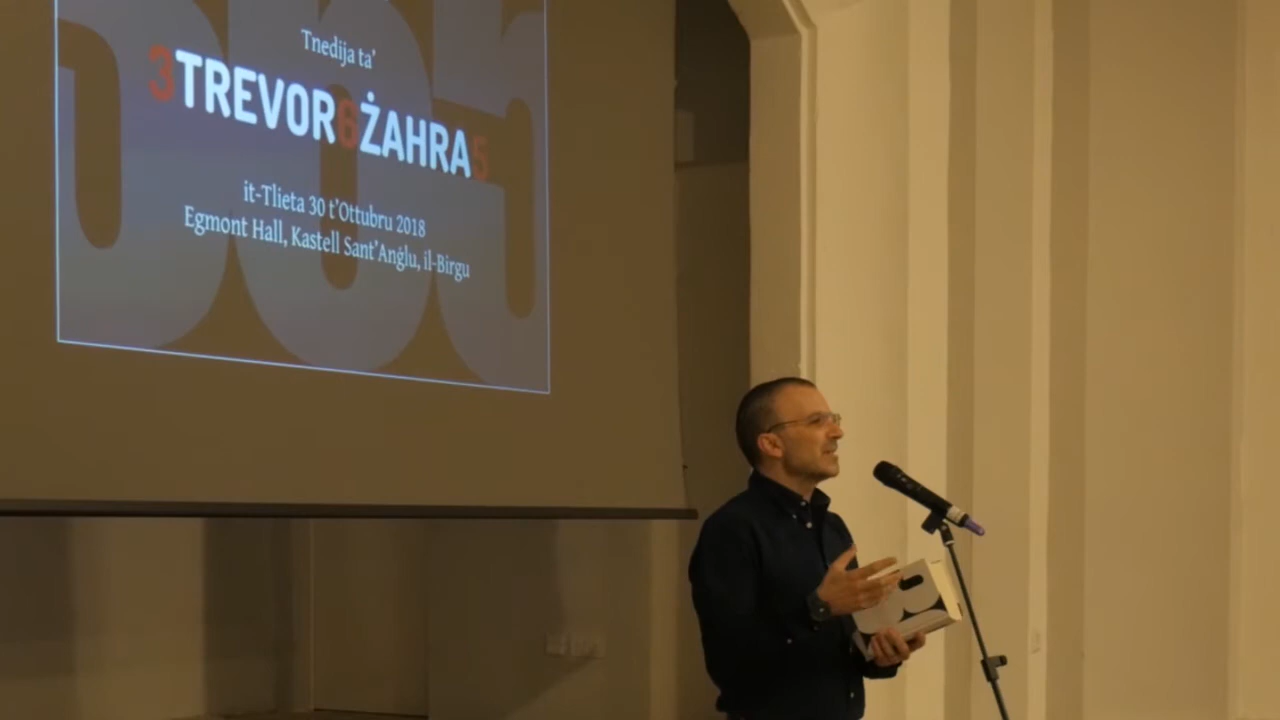 Tnedija ta'
3TREVOR6ŻAHRA5
it-Tlieta 30 t'Ottubru 2018
Egmont Hall, Kastell Sant'Anġlu, il-Birgu